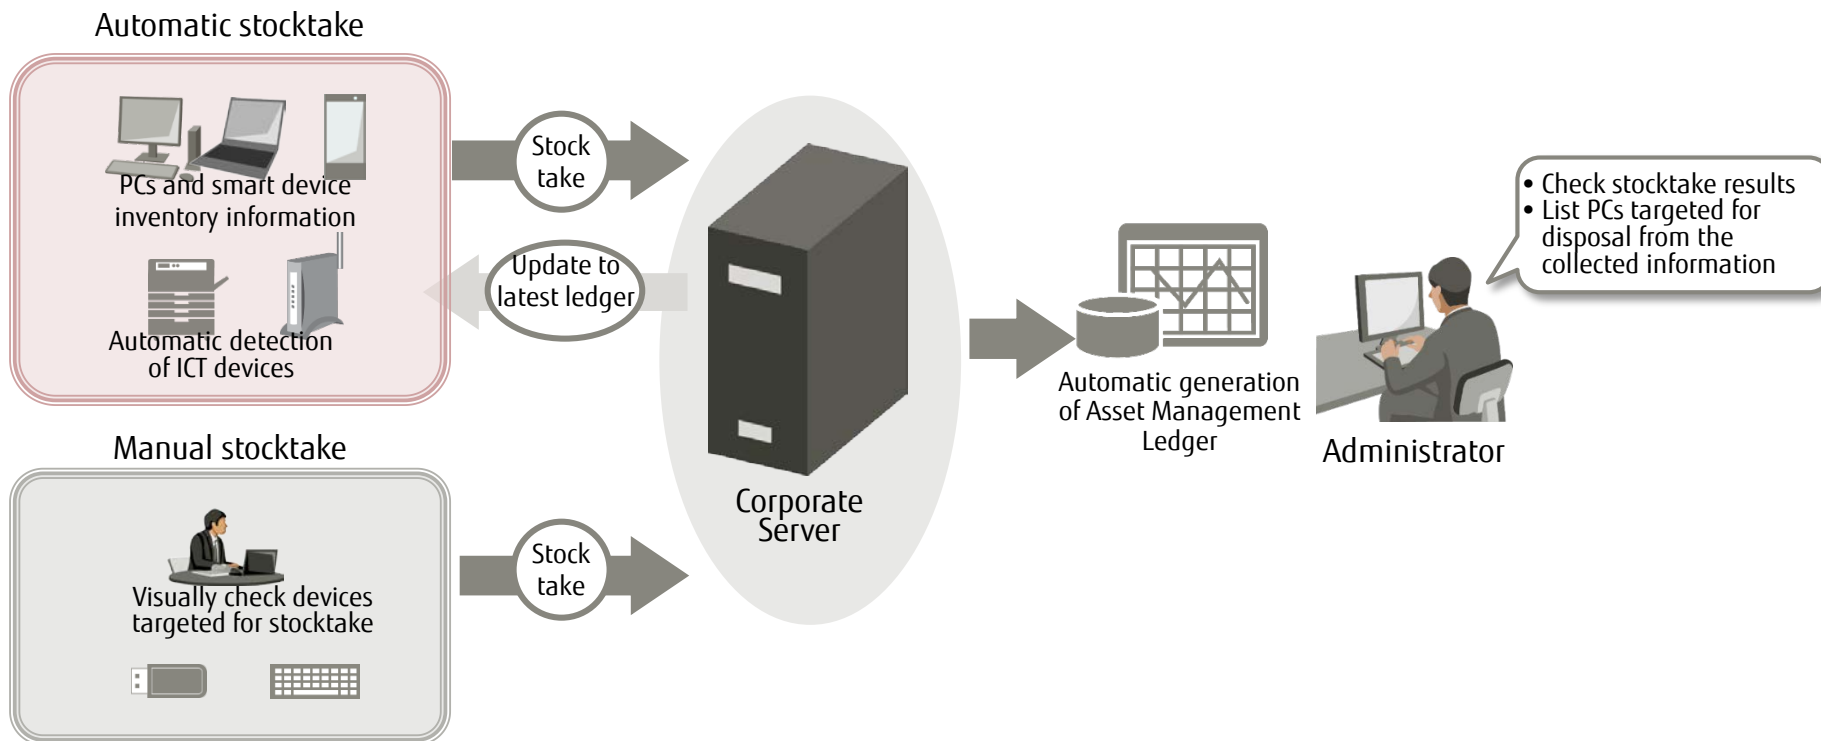 Automatic stocktake
PCs and smart device
inventory information
Automatic detection
of ICT devices
Stock
take
Update to
latest ledger
Manual stocktake
Visually check devices
targeted for stocktake
Stock
take
Corporate
Server
Automatic generation
of Asset Management
Ledger
Administrator
• Check stocktake results
• List PCs targeted for
disposal from the
collected information